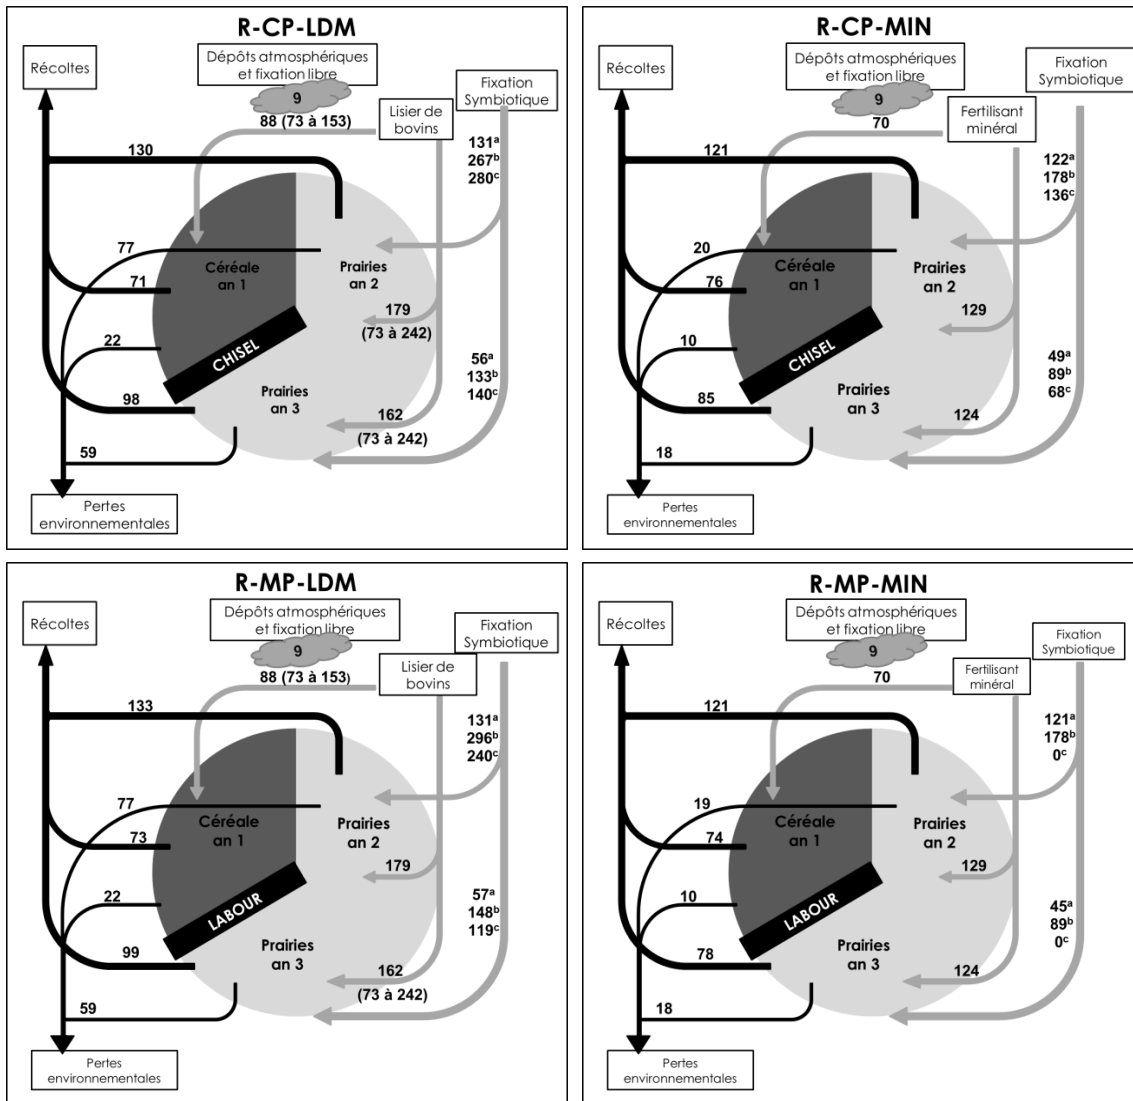 R-CP-LDM
Récoltes
Dépôts atmosphériques
et fixation libre
9
Fixation
Symbiotique
Lisier de
bovins
88 (73 à 153)
130
131ᵃ
267ᵇ
280ᶜ
77
Céréale
an 1
Prairies
an 2
71
179
(73 à 242)
22
CHISEL
56ᵃ
133ᵇ
140ᶜ
Prairies
an 3
98
162
(73 à 242)
59
Pertes
environnementales
R-CP-MIN
Récoltes
Dépôts atmosphériques
et fixation libre
9
Fixation
Symbiotique
Fertilisant
minéral
70
121
122ᵃ
178ᵇ
136ᶜ
20
Céréale
an 1
Prairies
an 2
76
129
10
CHISEL
49ᵃ
89ᵇ
68ᶜ
Prairies
an 3
85
124
18
Pertes
environnementales
R-MP-LDM
Récoltes
Dépôts atmosphériques
et fixation libre
9
Fixation
Symbiotique
Lisier de
bovins
88 (73 à 153)
133
131ᵃ
296ᵇ
240ᶜ
77
Céréale
an 1
Prairies
an 2
73
179
22
LABOUR
57ᵃ
148ᵇ
119ᶜ
Prairies
an 3
99
162
(73 à 242)
59
Pertes
environnementales
R-MP-MIN
Récoltes
Dépôts atmosphériques
et fixation libre
9
Fixation
Symbiotique
Fertilisant
minéral
70
121
121ᵃ
178ᵇ
0ᶜ
19
Céréale
an 1
Prairies
an 2
74
129
10
LABOUR
45ᵃ
89ᵇ
0ᶜ
Prairies
an 3
78
124
18
Pertes
environnementales